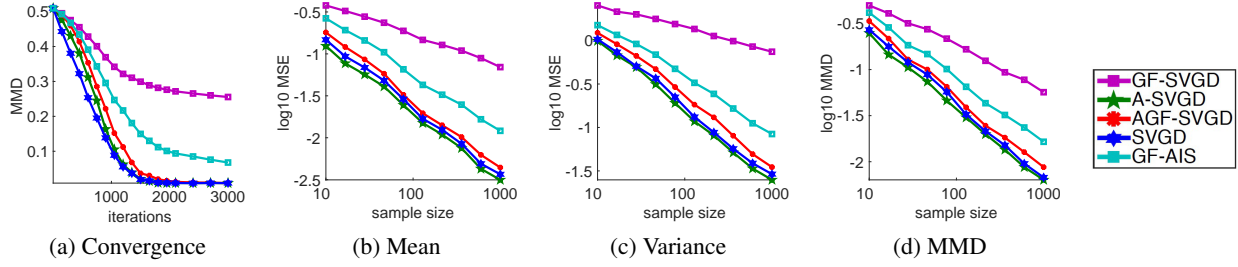 MMD
0.5
0.4
0.3
0.2
0.1
1000 2000 3000
iterations
(a) Convergence
log10 MSE
-0.5
-1
-1.5
-2
-2.5
10 100 1000
sample size
(b) Mean
log10 MSE
0
-0.5
-1
-1.5
10 100 1000
sample size
(c) Variance
log10 MMD
-0.5
-1
-1.5
-2
10 100 1000
sample size
(d) MMD
GF-SVGD
A-SVGD
AGF-SVGD
SVGD
GF-AIS